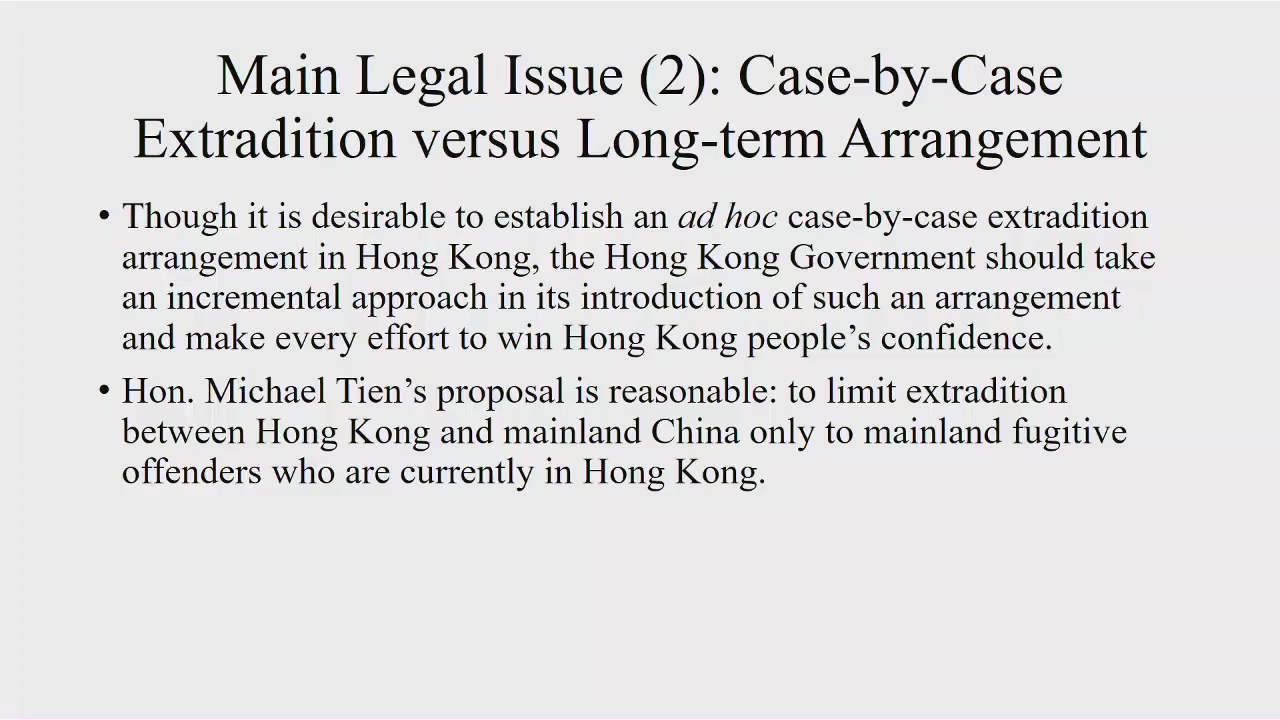 Main Legal Issue (2): Case-by-Case
Extradition versus Long-term Arrangement
• Though it is desirable to establish an ad hoc case-by-case extradition
arrangement in Hong Kong, the Hong Kong Government should take
an incremental approach in its introduction of such an arrangement
and make every effort to win Hong Kong people’s confidence.
• Hon. Michael Tien’s proposal is reasonable: to limit extradition
between Hong Kong and mainland China only to mainland fugitive
offenders who are currently in Hong Kong.